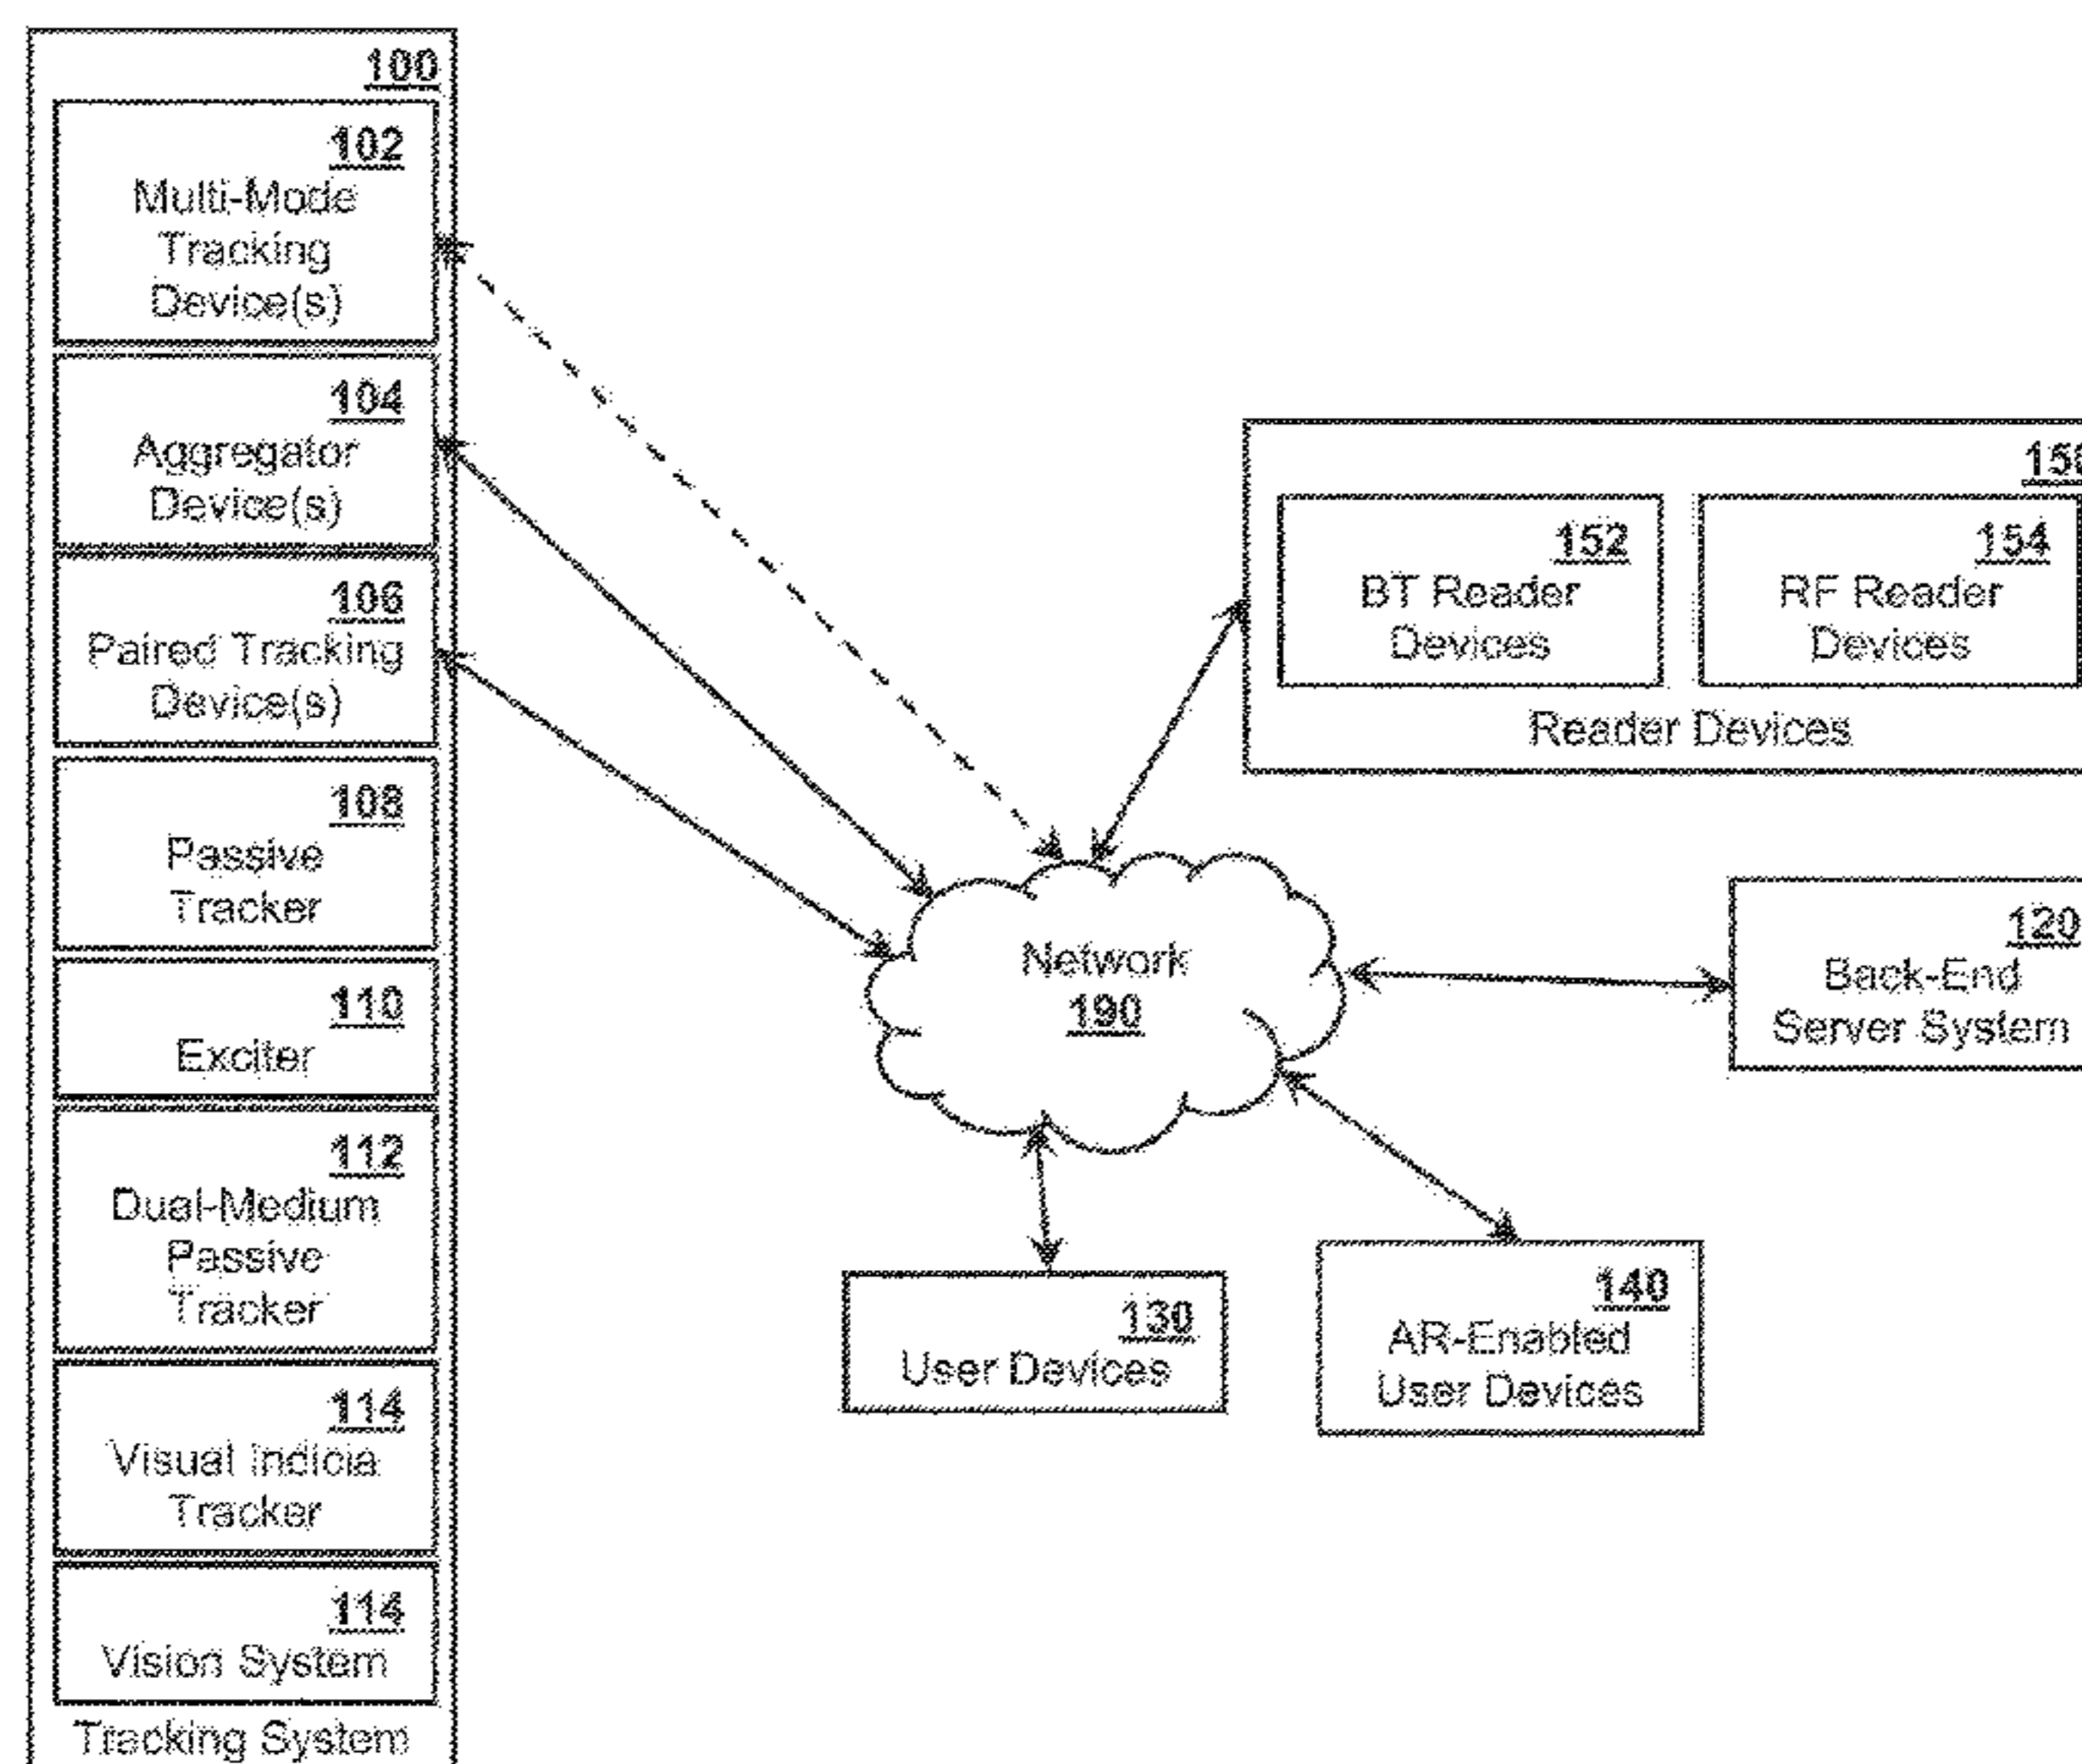 100
102
Multi-Mode
Tracking
Device(s)
104
Aggregator
Device(s)
106
Paired Tracking
Device(s)
108
Passive
Tracker
110
Exciter
112
Dual-Medium
Passive
Tracker
114
Visual Indicia
Tracker
114
Vision System
Tracking System
152
BT Reader
Devices
154
RF Reader
Devices
Reader Devices
Network
190
120
Back-End
Server System
130
User Devices
140
AR-Enabled
User Devices